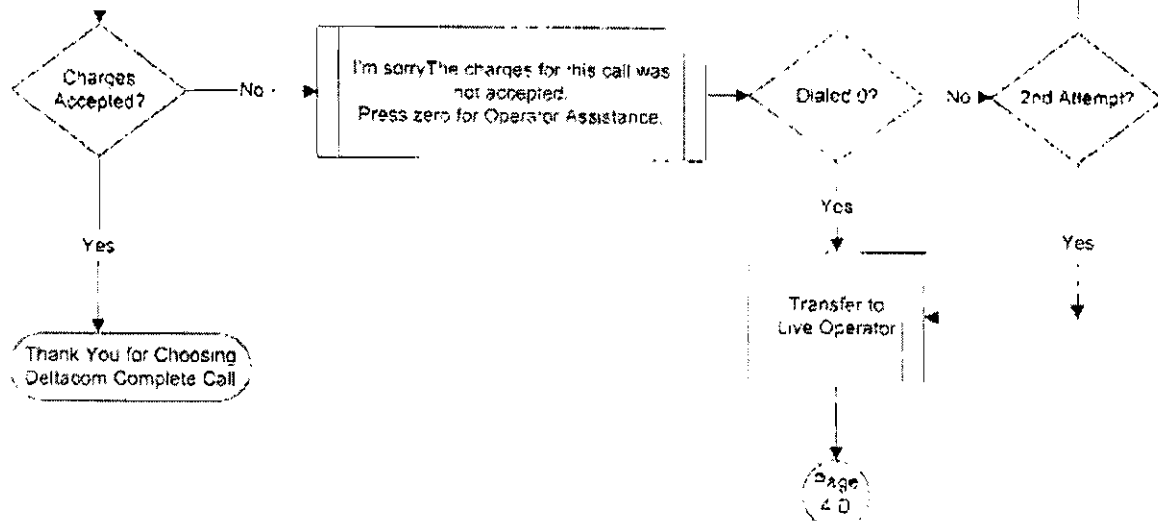 Charges
Accepted?
No
I'm sorryThe charges for this call was
not accepted.
Press zero for Operator Assistance.
Dialed 0?
No
2nd Attempt?
Yes
Yes
Yes
Transfer to
Live Operator
Thank You for Choosing
Deltacom Complete Call
Page
4.0